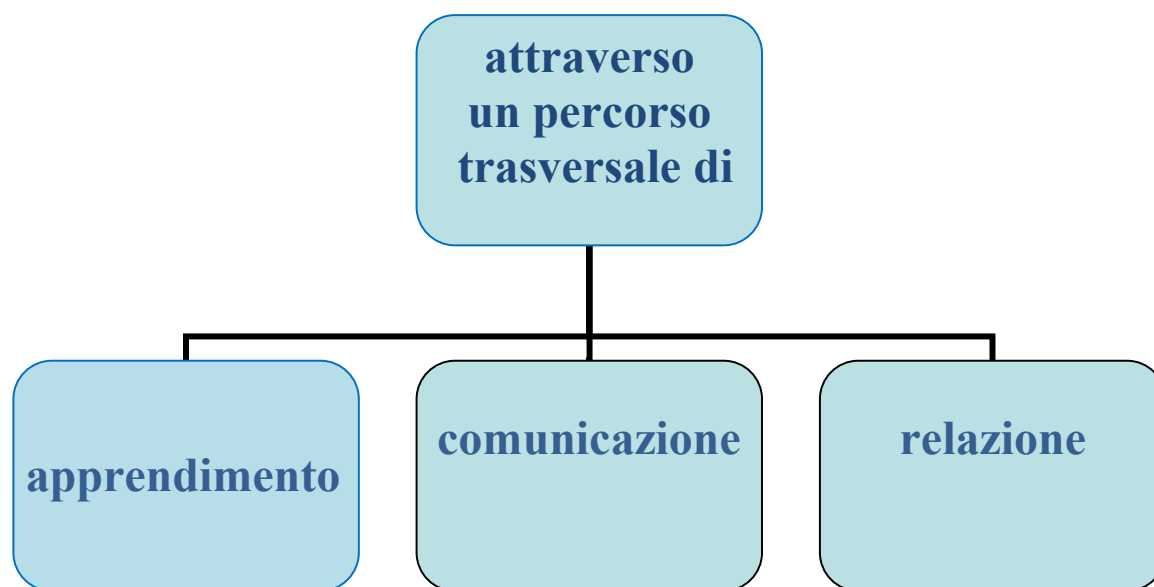 attraverso
un percorso
trasversale di
comunicazione
relazione
apprendimento